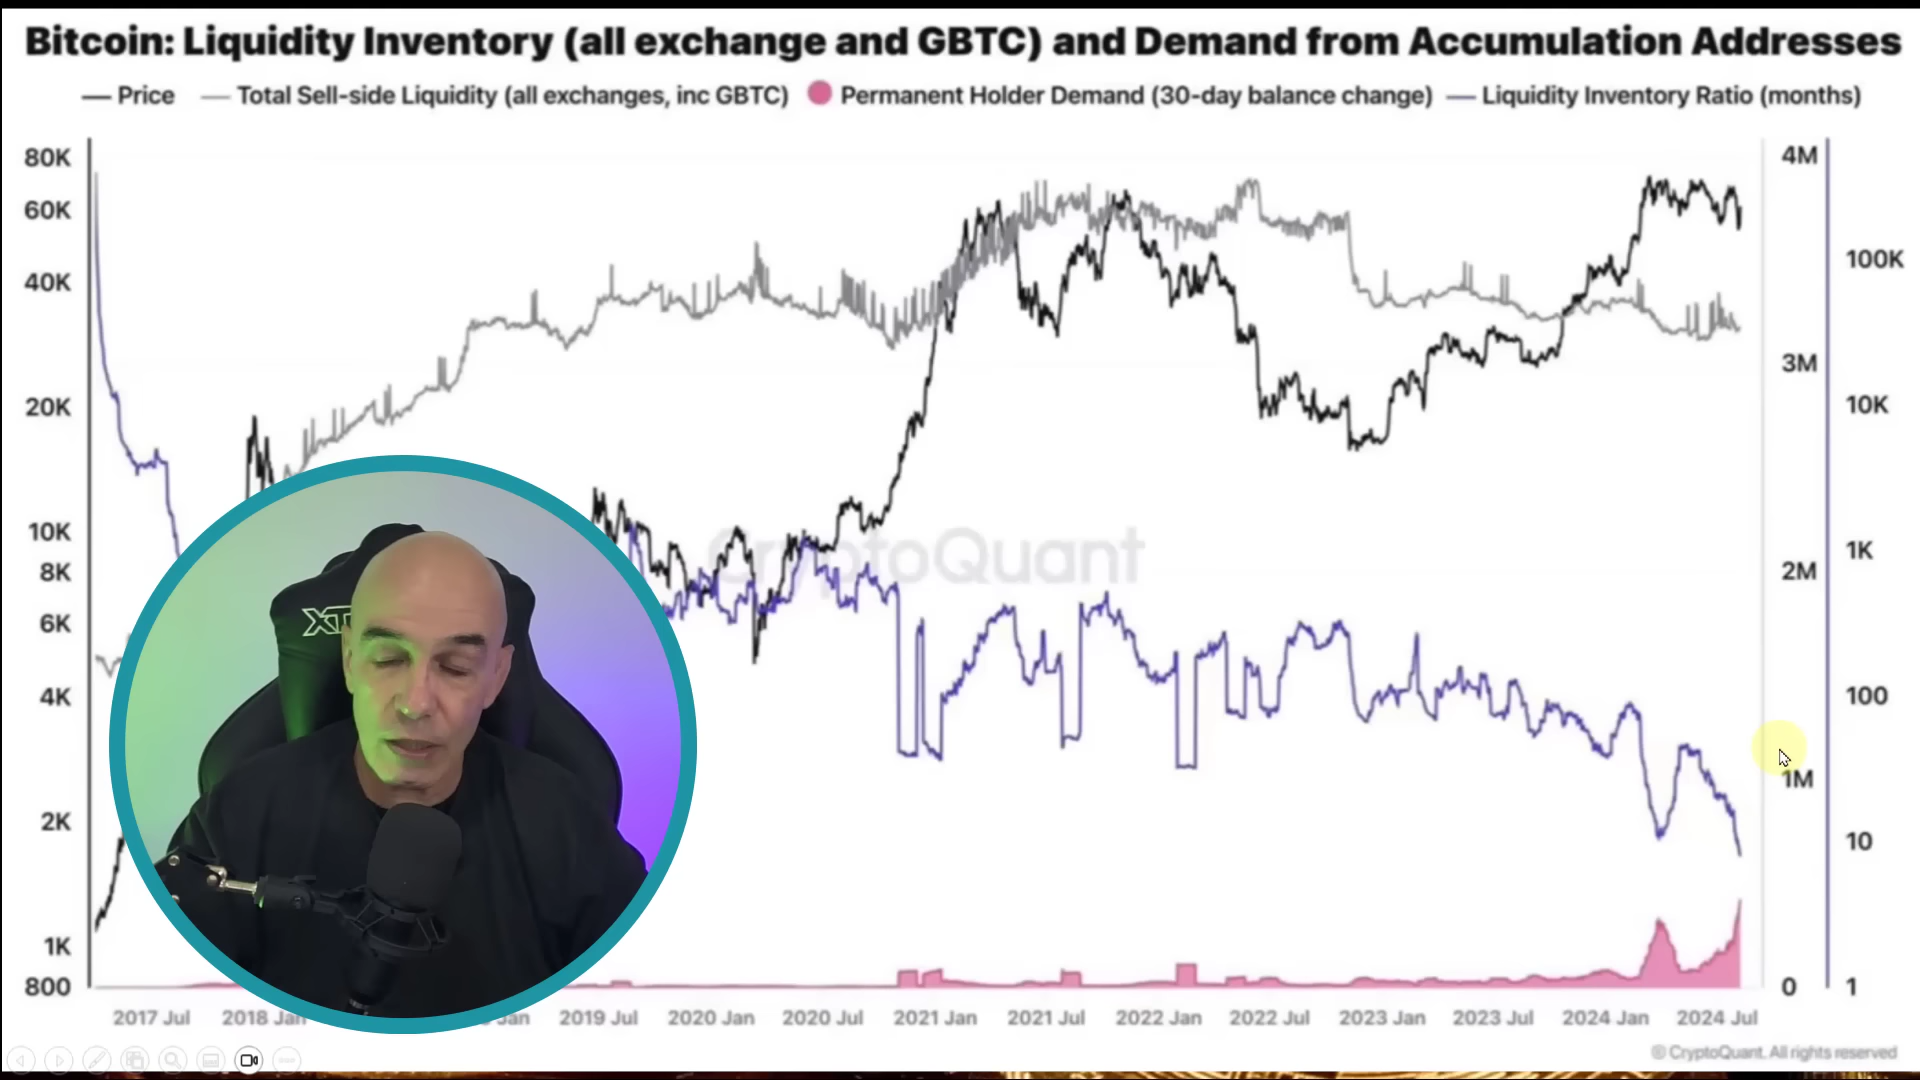 Bitcoin: Liquidity Inventory (all exchange and GBTC) and Demand from Accumulation Addresses
Price Total Sell-side Liquidity (all exchanges, inc GBTC) Permanent Holder Demand (30-day balance change) Liquidity Inventory Ratio (months)
80K
60K
40K
20K
10K
8K
6K
4K
2K
1K
800
4M
3M
2M
1M
0
100K
10K
1K
100
10
1
CryptoQuant
XT
2017 Jul 2018 Jan Jan 2019 Jul 2020 Jan 2020 Jul 2021 Jan 2021 Jul 2022 Jan 2022 Jul 2023 Jan 2023 Jul 2024 Jan 2024 Jul
© CryptoQuant. All rights reserved